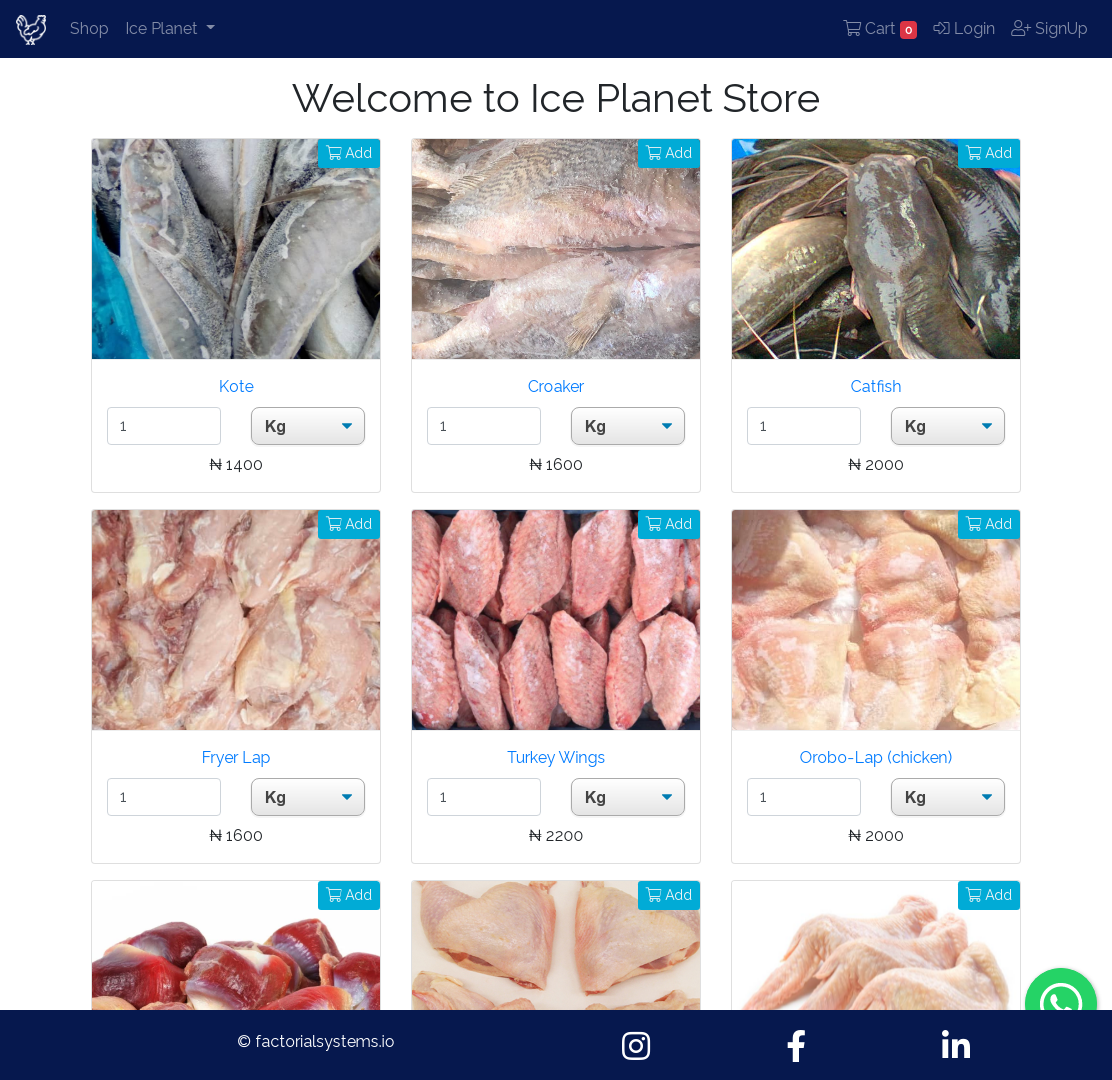 Shop Ice Planet Cart 0 Login SignUp
Welcome to Ice Planet Store
Add Add Add
Kote Croaker Catfish
1 Kg 1 Kg 1 Kg
₦ 1400 ₦ 1600 ₦ 2000
Add Add Add
Fryer Lap Turkey Wings Orobo-Lap (chicken)
1 Kg 1 Kg 1 Kg
₦ 1600 ₦ 2200 ₦ 2000
Add Add Add
© factorialsystems.io